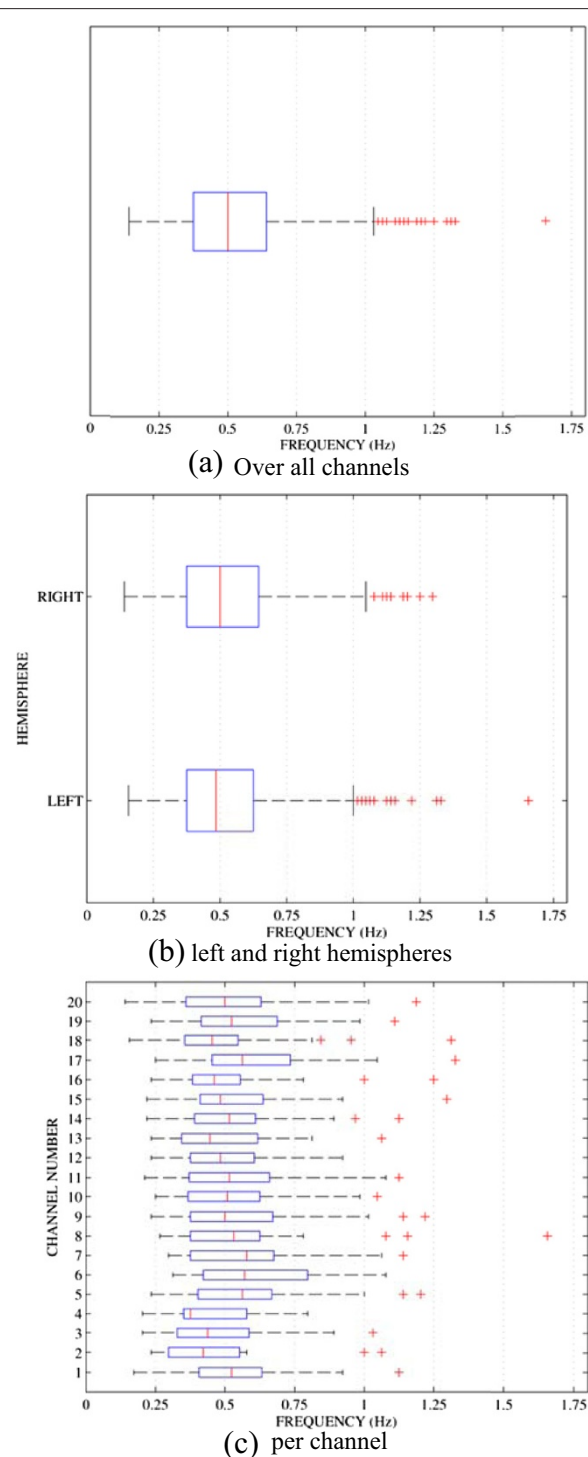 0 0.25 0.5 0.75 1 1.25 1.5 1.75
FREQUENCY (Hz)
(a) Over all channels
RIGHT
HEMISPHERE
LEFT
0 0.25 0.5 0.75 1 1.25 1.5 1.75
FREQUENCY (Hz)
(b) left and right hemispheres
20
19
18
17
16
15
14
13
12
11
10
9
8
7
6
5
4
3
2
1
CHANNEL NUMBER
0 0.25 0.5 0.75 1 1.25 1.5 1.75
FREQUENCY (Hz)
(c) per channel